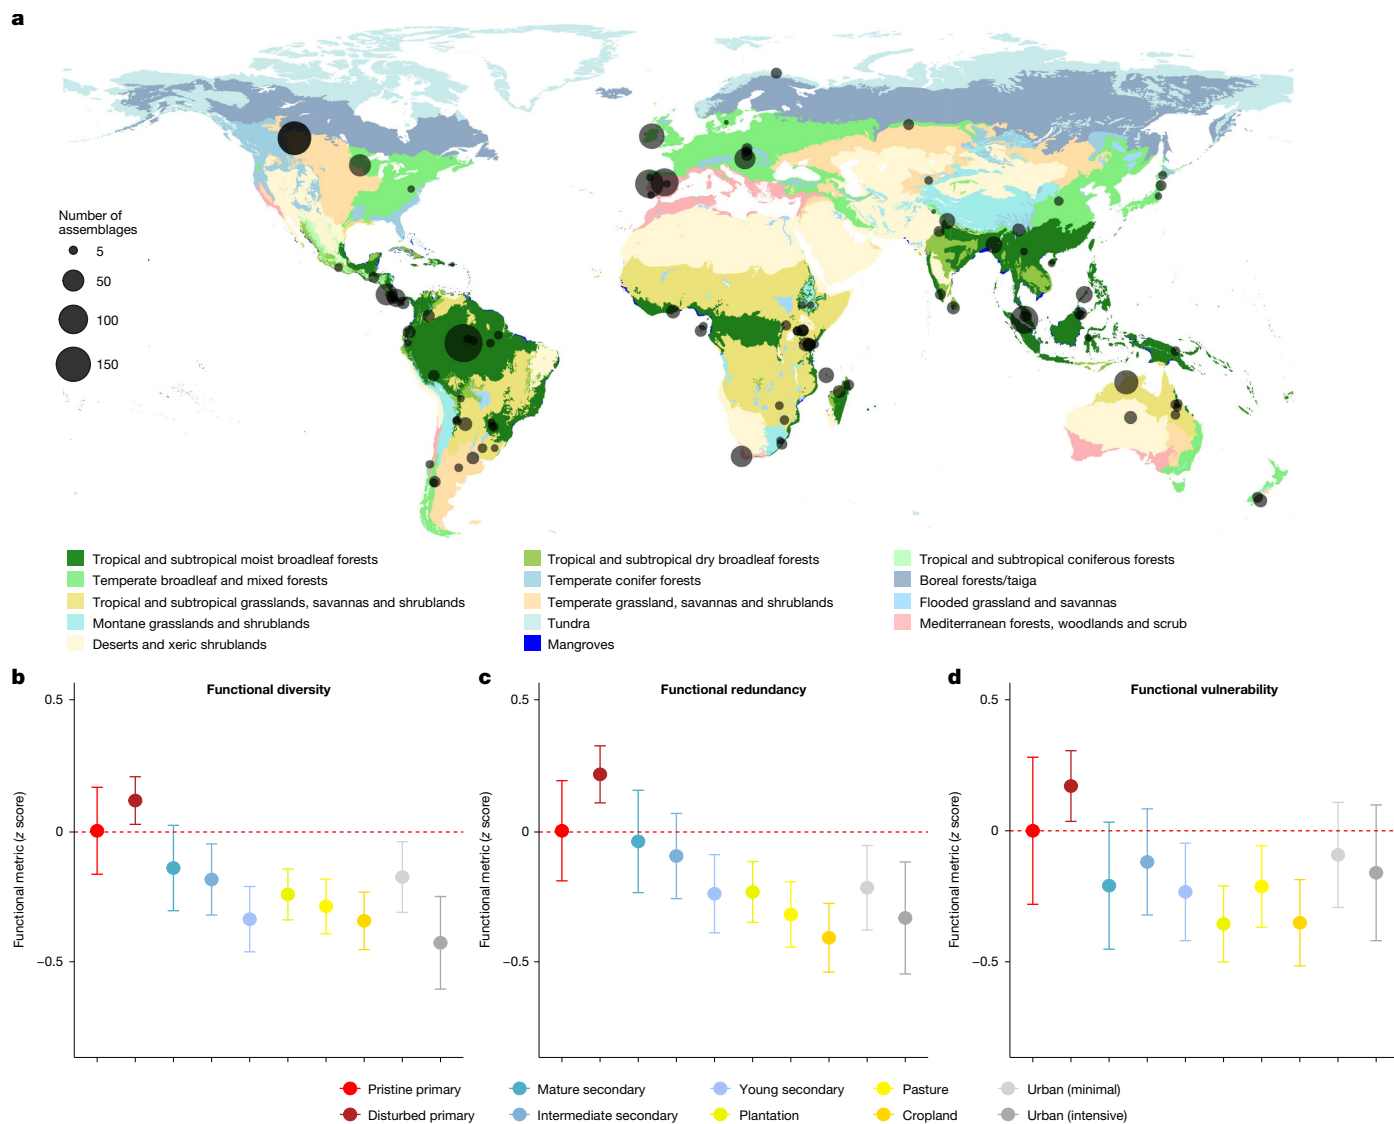 a
Number of
assemblages
5
50
100
150
Tropical and subtropical moist broadleaf forests
Temperate broadleaf and mixed forests
Tropical and subtropical grasslands, savannas and shrublands
Montane grasslands and shrublands
Deserts and xeric shrublands
Tropical and subtropical dry broadleaf forests
Temperate conifer forests
Temperate grassland, savannas and shrublands
Tundra
Mangroves
Tropical and subtropical coniferous forests
Boreal forests/taiga
Flooded grassland and savannas
Mediterranean forests, woodlands and scrub
b
Functional diversity
Functional metric (z score)
0.5
0
−0.5
c
Functional redundancy
Functional metric (z score)
0.5
0
−0.5
d
Functional vulnerability
Functional metric (z score)
0.5
0
−0.5
Pristine primary
Disturbed primary
Mature secondary
Intermediate secondary
Young secondary
Plantation
Pasture
Cropland
Urban (minimal)
Urban (intensive)